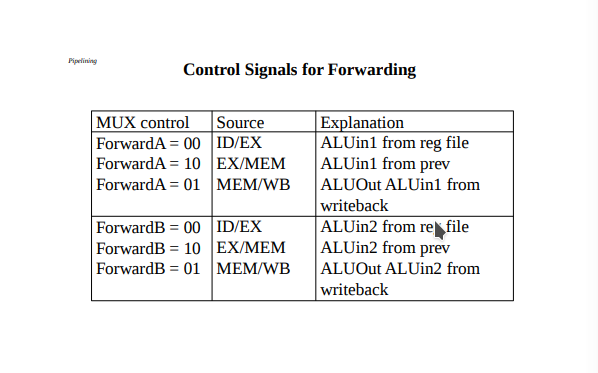 Pipelining
Control Signals for Forwarding
MUX control Source Explanation
ForwardA = 00 ID/EX ALUin1 from reg file
ForwardA = 10 EX/MEM ALUin1 from prev
ForwardA = 01 MEM/WB ALUOut ALUin1 from
writeback
ForwardB = 00 ID/EX ALUin2 from reg file
ForwardB = 10 EX/MEM ALUin2 from prev
ForwardB = 01 MEM/WB ALUOut ALUin2 from
writeback